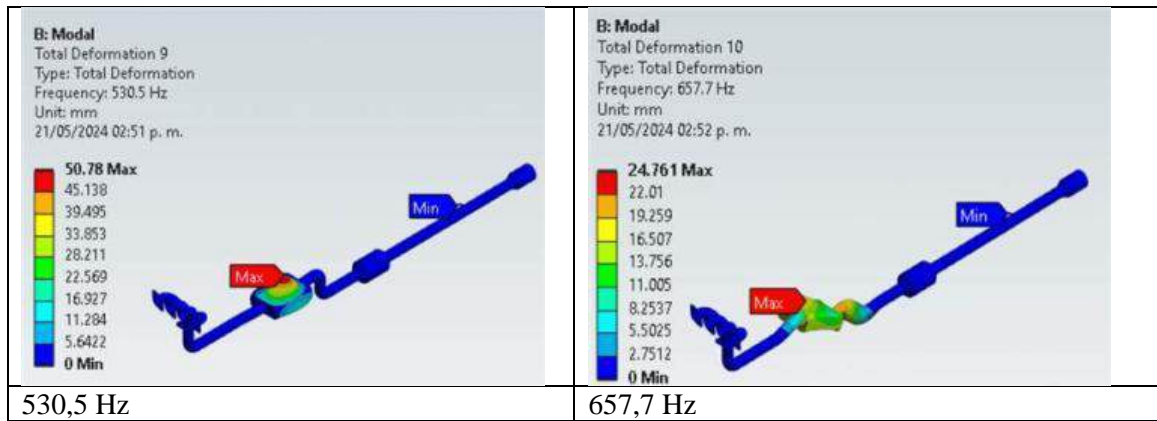 B: Modal
Total Deformation 9
Type: Total Deformation
Frequency: 530.5 Hz
Unit: mm
21/05/2024 02:51 p. m.
50.78 Max
45.138
39.495
33.853
28.211
22.569
16.927
11.284
5.6422
0 Min
Min
Max
B: Modal
Total Deformation 10
Type: Total Deformation
Frequency: 657.7 Hz
Unit: mm
21/05/2024 02:52 p. m.
24.761 Max
22.01
19.259
16.507
13.756
11.005
8.2537
5.5025
2.7512
0 Min
Min
Max
530,5 Hz
657,7 Hz